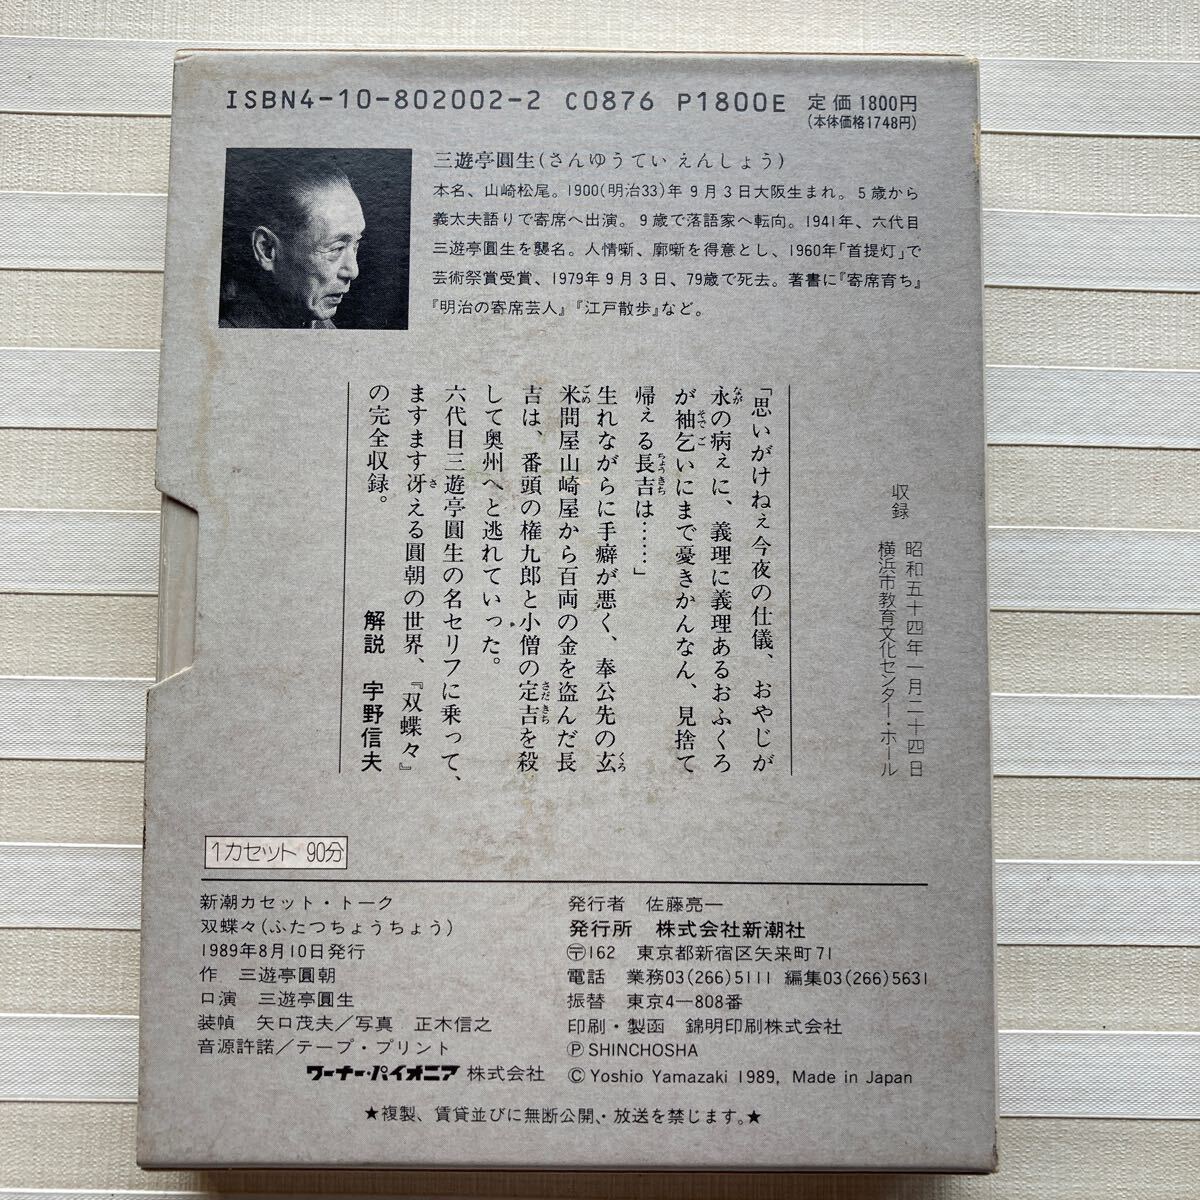 ISBN4-10-802002-2 C0876 P1800E 定価1800円
(本体価格1748円)
三遊亭圓生(さんゆうてい えんしょう)
本名、山崎松尾。1900(明治33)年9月3日大阪生まれ。5歳から
義太夫語りで寄席へ出演。9歳で落語家へ転向。1941年、六代目
三遊亭圓生を襲名。人情噺、廓噺を得意とし、1960年「首提灯」で
芸術祭賞受賞、1979年9月3日、79歳で死去。著書に『寄席育ち』
『明治の寄席芸人』『江戸散歩』など。
収録 昭和五十四年一月二十四日
横浜市教育文化センター・ホール
「思いがけねぇ今夜の仕儀、おやじが
永の病ぇに、義理に義理あるおふくろ
が袖乞いにまで憂きかんなん、見捨て
帰ぇる長吉は……」
生れながらに手癖が悪く、奉公先の玄
米問屋山崎屋から百両の金を盗んだ長
吉は、番頭の権九郎と小僧の定吉を殺
して奥州へと逃れていった。
六代目三遊亭圓生の名セリフに乗って、
ますます冴える圓朝の世界、『双蝶々』
の完全収録。
解説 宇野信夫
1カセット 90分
新潮カセット・トーク
双蝶々(ふたつちょうちょう)
1989年8月10日発行
作 三遊亭圓朝
口演 三遊亭圓生
装幀 矢口茂夫/写真 正木信之
音源許諾/テープ・プリント
ワーナー・パイオニア 株式会社
発行者 佐藤亮一
発行所 株式会社新潮社
〒162 東京都新宿区矢来町71
電話 業務03(266)5111 編集03(266)5631
振替 東京4—808番
印刷・製函 錦明印刷株式会社
Ⓟ SHINCHOSHA
© Yoshio Yamazaki 1989, Made in Japan
★複製、賃貸並びに無断公開・放送を禁じます。★